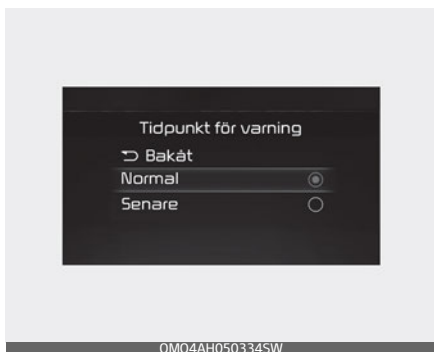 Tidpunkt för varning
Bakåt
Normal
Senare
OMQ4AH050334SW